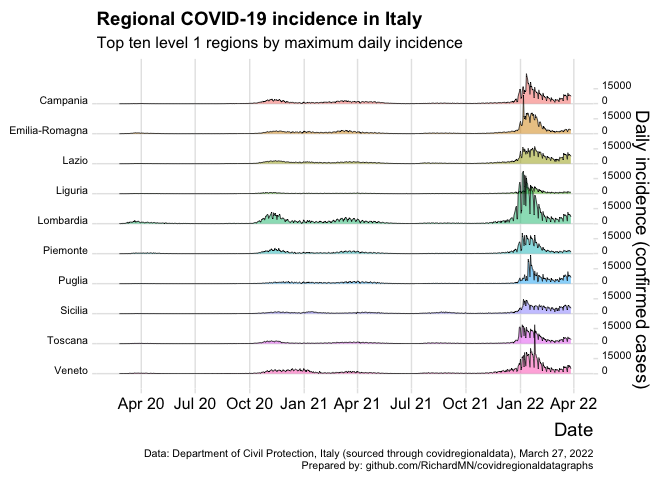 Regional COVID-19 incidence in Italy
Top ten level 1 regions by maximum daily incidence
Campania
15000
0
Emilia-Romagna
15000
0
Lazio
15000
0
Liguria
15000
0
Lombardia
15000
0
Piemonte
15000
0
Puglia
15000
0
Sicilia
15000
0
Toscana
15000
0
Veneto
15000
0
Daily incidence (confirmed cases)
Apr 20 Jul 20 Oct 20 Jan 21 Apr 21 Jul 21 Oct 21 Jan 22 Apr 22
Date
Data: Department of Civil Protection, Italy (sourced through covidregionaldata), March 27, 2022
Prepared by: github.com/RichardMN/covidregionaldatagraphs